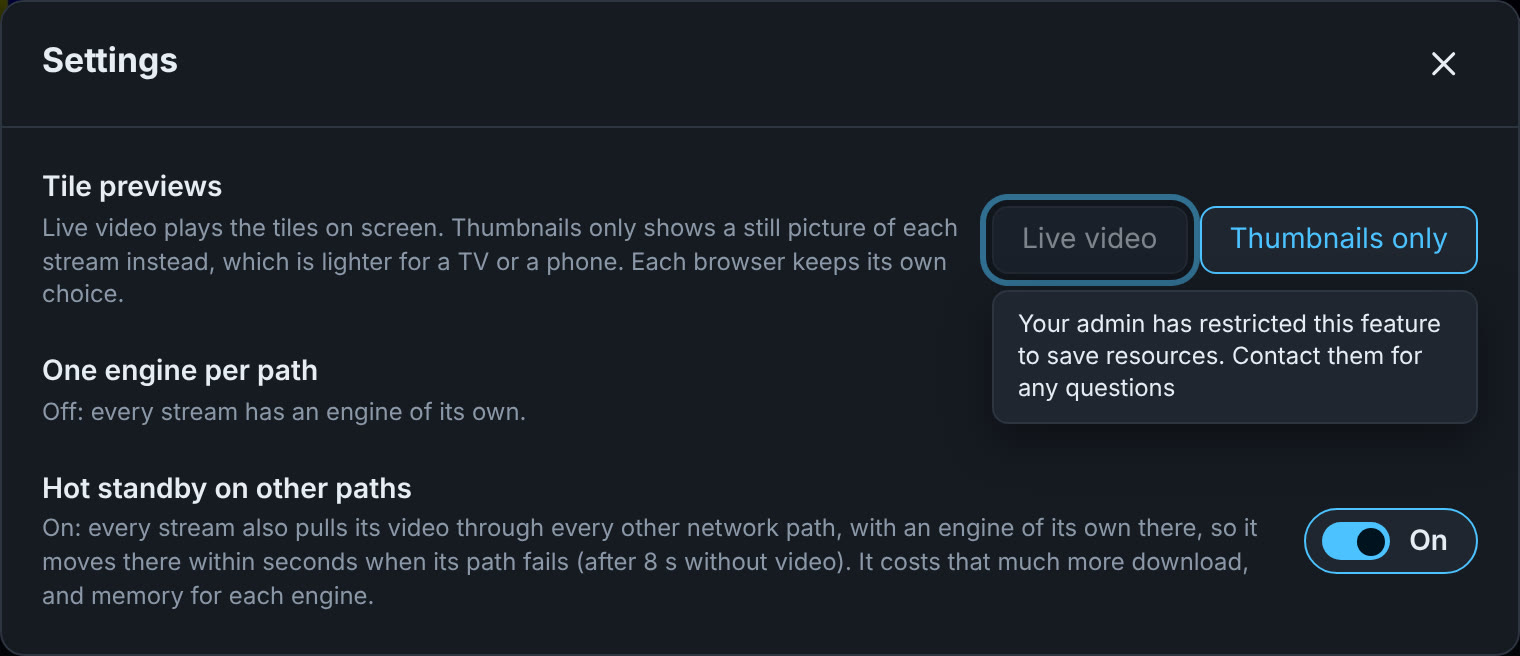 Settings
Tile previews
Live video plays the tiles on screen. Thumbnails only shows a still picture of each
stream instead, which is lighter for a TV or a phone. Each browser keeps its own
choice.
Live video
Thumbnails only
Your admin has restricted this feature
to save resources. Contact them for
any questions
One engine per path
Off: every stream has an engine of its own.
Hot standby on other paths
On: every stream also pulls its video through every other network path, with an engine of its own there, so it
moves there within seconds when its path fails (after 8 s without video). It costs that much more download,
and memory for each engine.
On